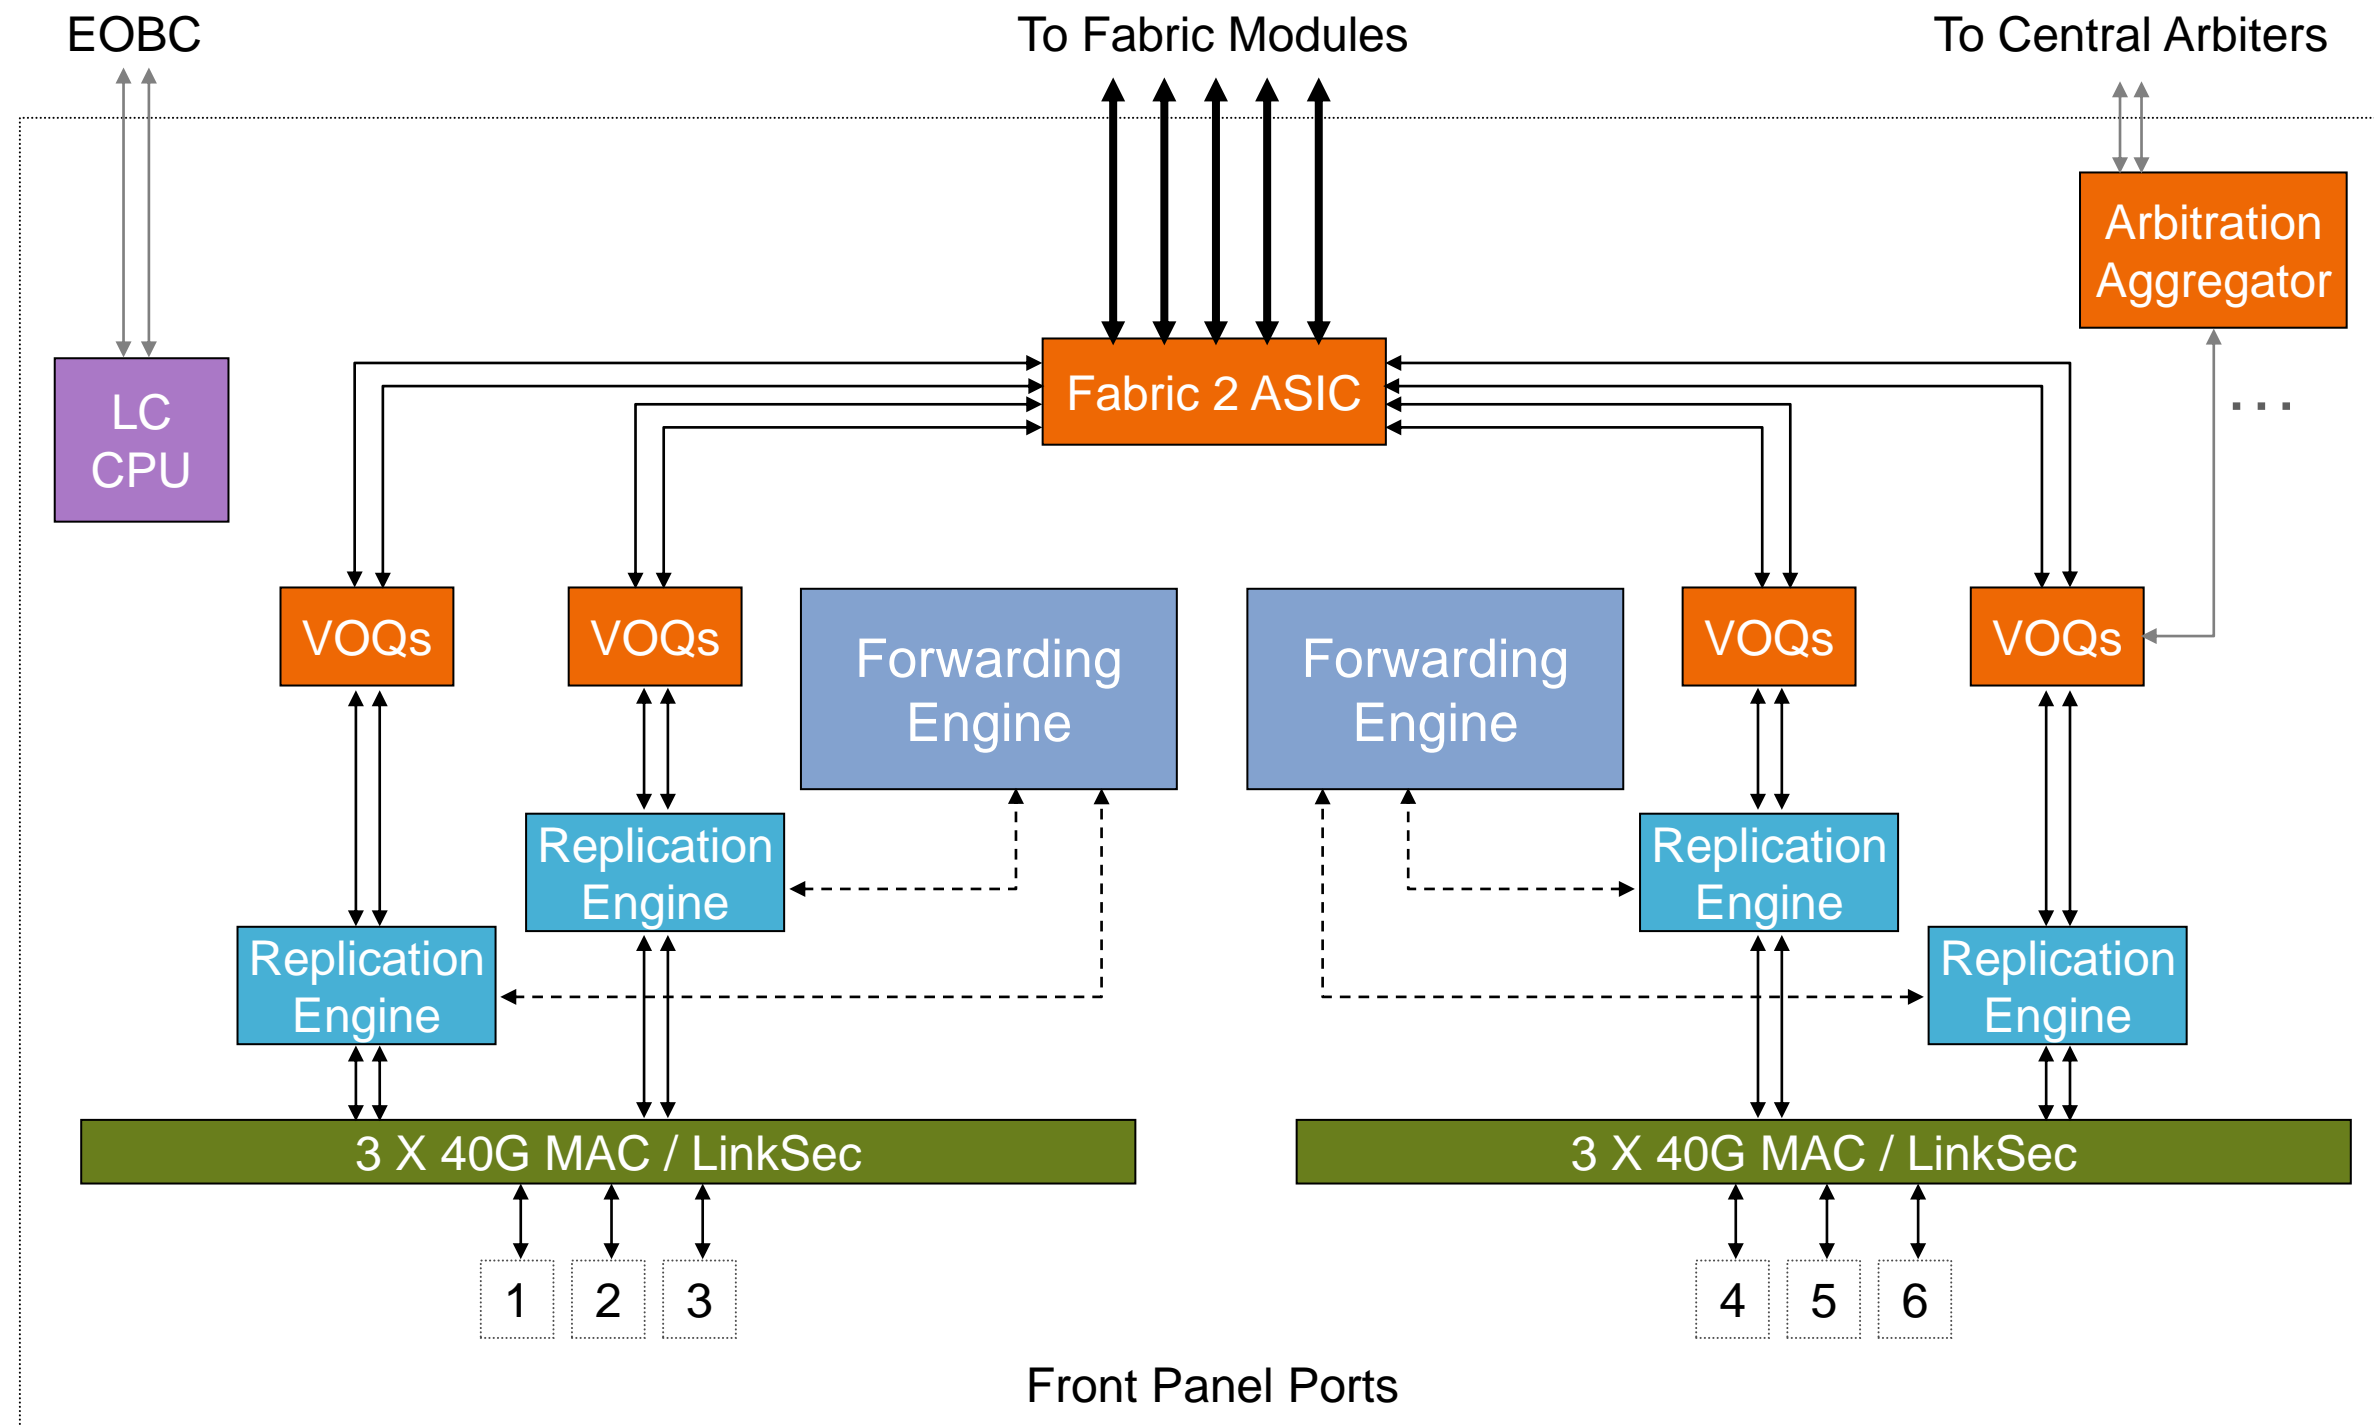 EOBC
To Fabric Modules
To Central Arbiters
Arbitration
Aggregator
Fabric 2 ASIC
LC
CPU
...
VOQs
VOQs
Forwarding
Engine
Forwarding
Engine
VOQs
VOQs
Replication
Engine
Replication
Engine
Replication
Engine
Replication
Engine
3 X 40G MAC / LinkSec
3 X 40G MAC / LinkSec
1
2
3
4
5
6
Front Panel Ports